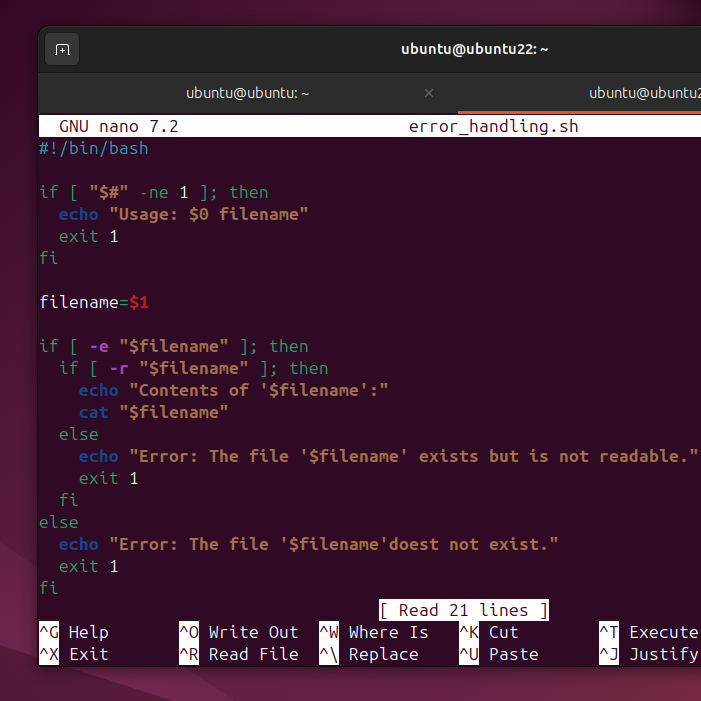 ubuntu@ubuntu22: ~
ubuntu@ubuntu: ~ × ubuntu@ubuntu2
GNU nano 7.2 error_handling.sh
#!/bin/bash
if [ "$#" -ne 1 ]; then
echo "Usage: $0 filename"
exit 1
fi
filename=$1
if [ -e "$filename" ]; then
if [ -r "$filename" ]; then
echo "Contents of '$filename':"
cat "$filename"
else
echo "Error: The file '$filename' exists but is not readable."
exit 1
fi
else
echo "Error: The file '$filename'doest not exist."
exit 1
fi
[ Read 21 lines ]
^G Help ^O Write Out ^W Where Is ^K Cut ^T Execute
^X Exit ^R Read File ^\ Replace ^U Paste ^J Justify